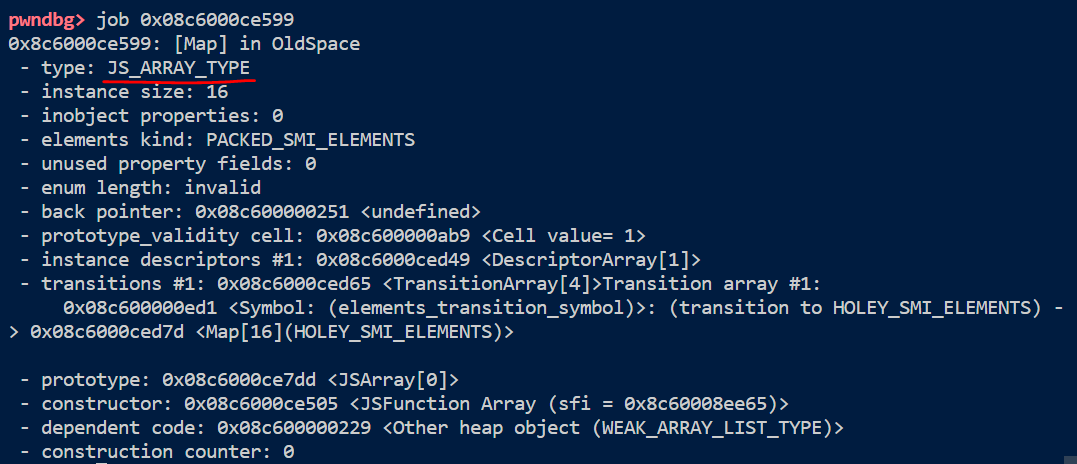 pwndbg> job 0x08c6000ce599
0x8c6000ce599: [Map] in OldSpace
 - type: JS_ARRAY_TYPE
 - instance size: 16
 - inobject properties: 0
 - elements kind: PACKED_SMI_ELEMENTS
 - unused property fields: 0
 - enum length: invalid
 - back pointer: 0x08c600000251 <undefined>
 - prototype_validity cell: 0x08c600000ab9 <Cell value= 1>
 - instance descriptors #1: 0x08c6000ced49 <DescriptorArray[1]>
 - transitions #1: 0x08c6000ced65 <TransitionArray[4]>Transition array #1:
     0x08c600000ed1 <Symbol: (elements_transition_symbol)>: (transition to HOLEY_SMI_ELEMENTS) -
> 0x08c6000ced7d <Map[16](HOLEY_SMI_ELEMENTS)>
 - prototype: 0x08c6000ce7dd <JSArray[0]>
 - constructor: 0x08c6000ce505 <JSFunction Array (sfi = 0x8c60008ee65)>
 - dependent code: 0x08c600000229 <Other heap object (WEAK_ARRAY_LIST_TYPE)>
 - construction counter: 0